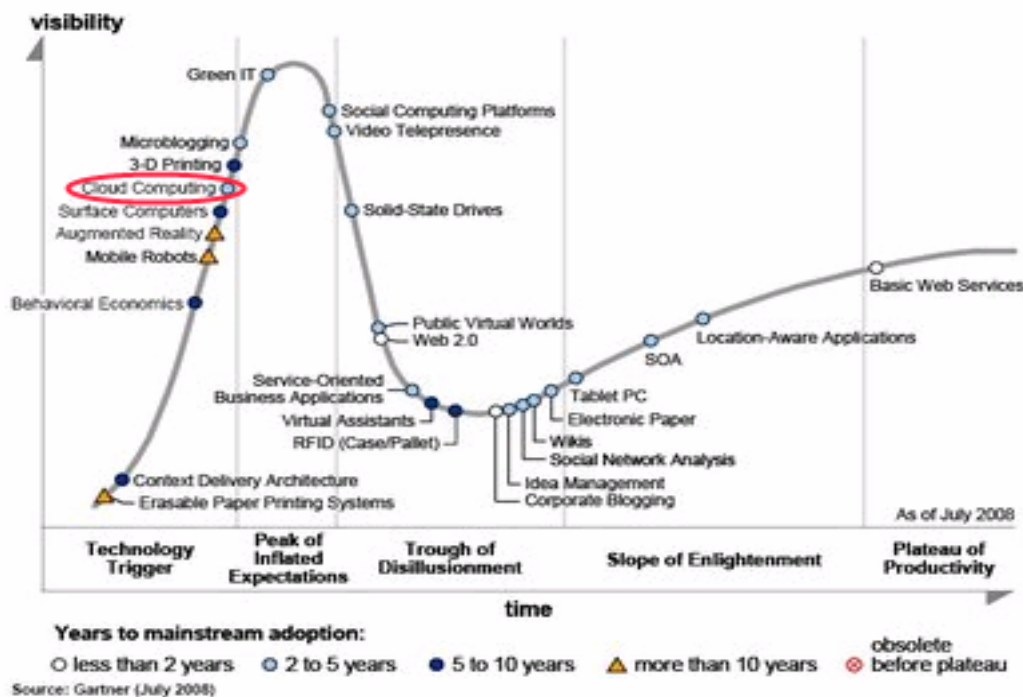 visibility
Green IT
Social Computing Platforms
Video Telepresence
Microblogging
3-D Printing
Cloud Computing
Solid-State Drives
Surface Computers
Augmented Reality
Mobile Robots
Basic Web Services
Behavioral Economics
Public Virtual Worlds
Web 2.0
Location-Aware Applications
SOA
Service-Oriented
Business Applications
Tablet PC
Virtual Assistants
Electronic Paper
RFID (Case/Pallet)
Wikis
Social Network Analysis
Context Delivery Architecture
Idea Management
Erasable Paper Printing Systems
Corporate Blogging
As of July 2008
Technology
Trigger
Peak of
Inflated
Expectations
Trough of
Disillusionment
Slope of Enlightenment
Plateau of
Productivity
time
Years to mainstream adoption:
less than 2 years
2 to 5 years
5 to 10 years
more than 10 years
obsolete
before plateau
Source: Gartner (July 2008)